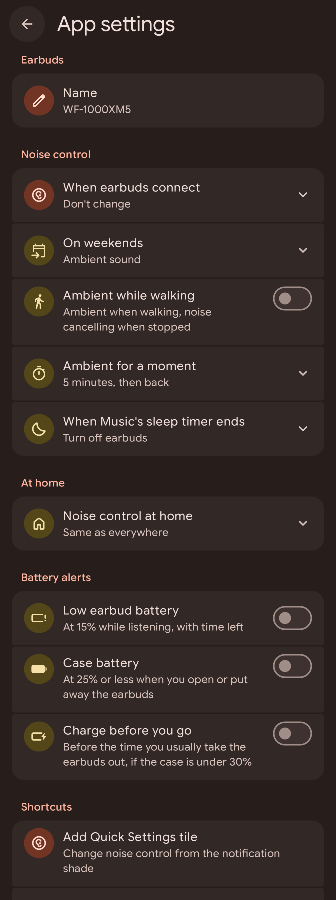 App settings
Earbuds
Name
WF-1000XM5
Noise control
When earbuds connect
Don't change
On weekends
Ambient sound
Ambient while walking
Ambient when walking, noise
cancelling when stopped
Ambient for a moment
5 minutes, then back
When Music's sleep timer ends
Turn off earbuds
At home
Noise control at home
Same as everywhere
Battery alerts
Low earbud battery
At 15% while listening, with time left
Case battery
At 25% or less when you open or put
away the earbuds
Charge before you go
Before the time you usually take the
earbuds out, if the case is under 30%
Shortcuts
Add Quick Settings tile
Change noise control from the notification
shade